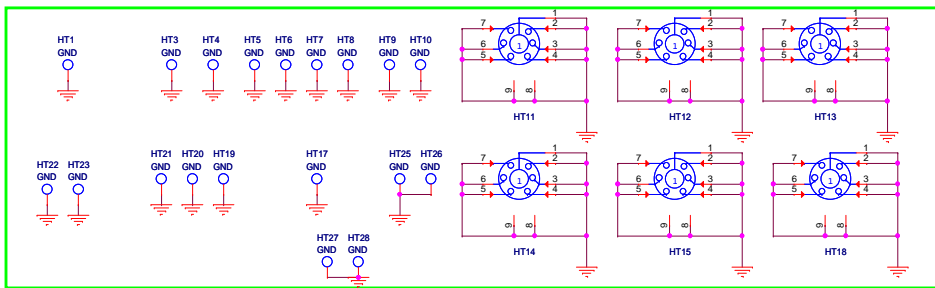 HT1 HT3 HT4 HT5 HT6 HT7 HT8 HT9 HT10
GND GND GND GND GND GND GND GND GND
7 1 2 6 1 3 5 4 9 8
HT11
7 1 2 6 1 3 5 4 9 8
HT12
7 1 2 6 1 3 5 4 9 8
HT13
HT22 HT23 HT21 HT20 HT19 HT17 HT25 HT26
GND GND GND GND GND GND GND GND
7 1 2 6 1 3 5 4 9 8
HT14
7 1 2 6 1 3 5 4 9 8
HT15
7 1 2 6 1 3 5 4 9 8
HT18
HT27 HT28
GND GND